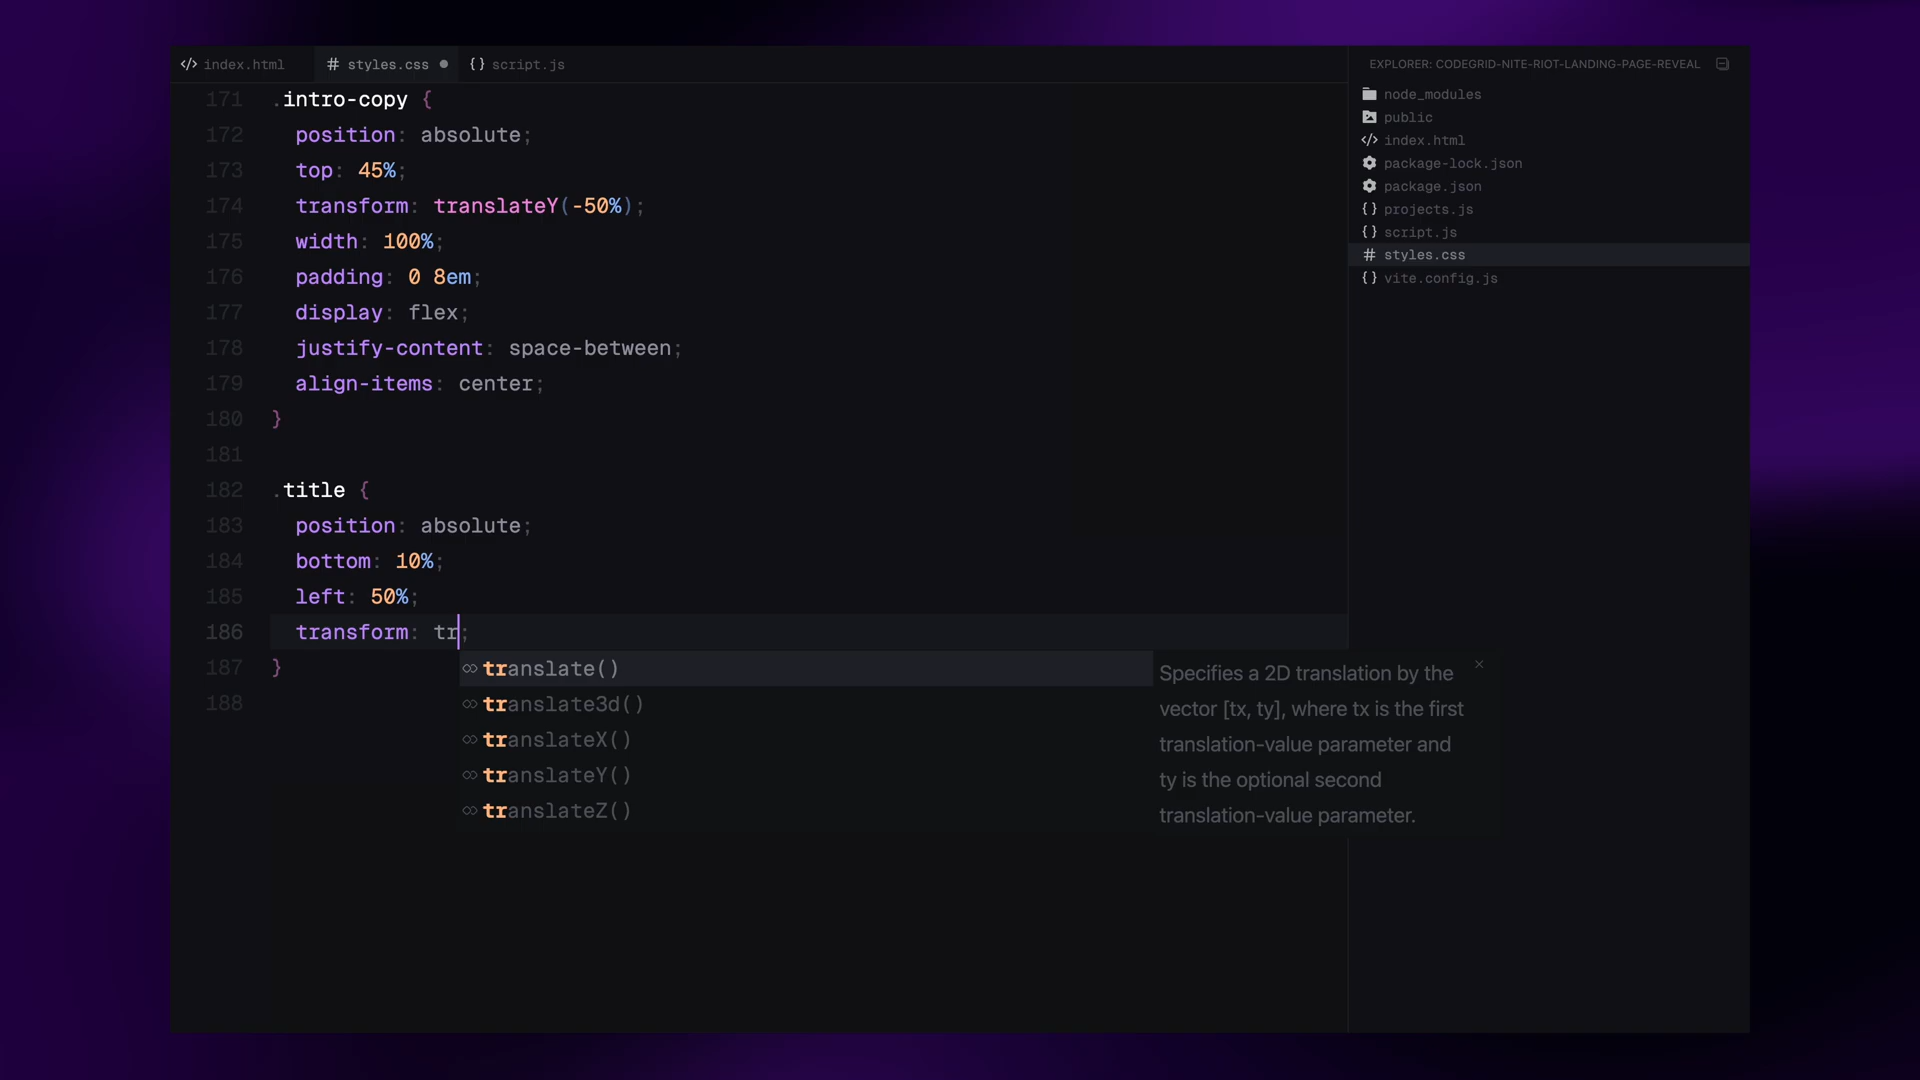 </> index.html # styles.css ● {} script.js
EXPLORER: CODEGRID-NITE-RIOT-LANDING-PAGE-REVEAL
node_modules
public
</> index.html
package-lock.json
package.json
{} projects.js
{} script.js
# styles.css
{} vite.config.js
171 .intro-copy {
172 position: absolute;
173 top: 45%;
174 transform: translateY(-50%);
175 width: 100%;
176 padding: 0 8em;
177 display: flex;
178 justify-content: space-between;
179 align-items: center;
180 }
181
182 .title {
183 position: absolute;
184 bottom: 10%;
185 left: 50%;
186 transform: tr;
187 }
188
translate()
translate3d()
translateX()
translateY()
translateZ()
Specifies a 2D translation by the
vector [tx, ty], where tx is the first
translation-value parameter and
ty is the optional second
translation-value parameter.